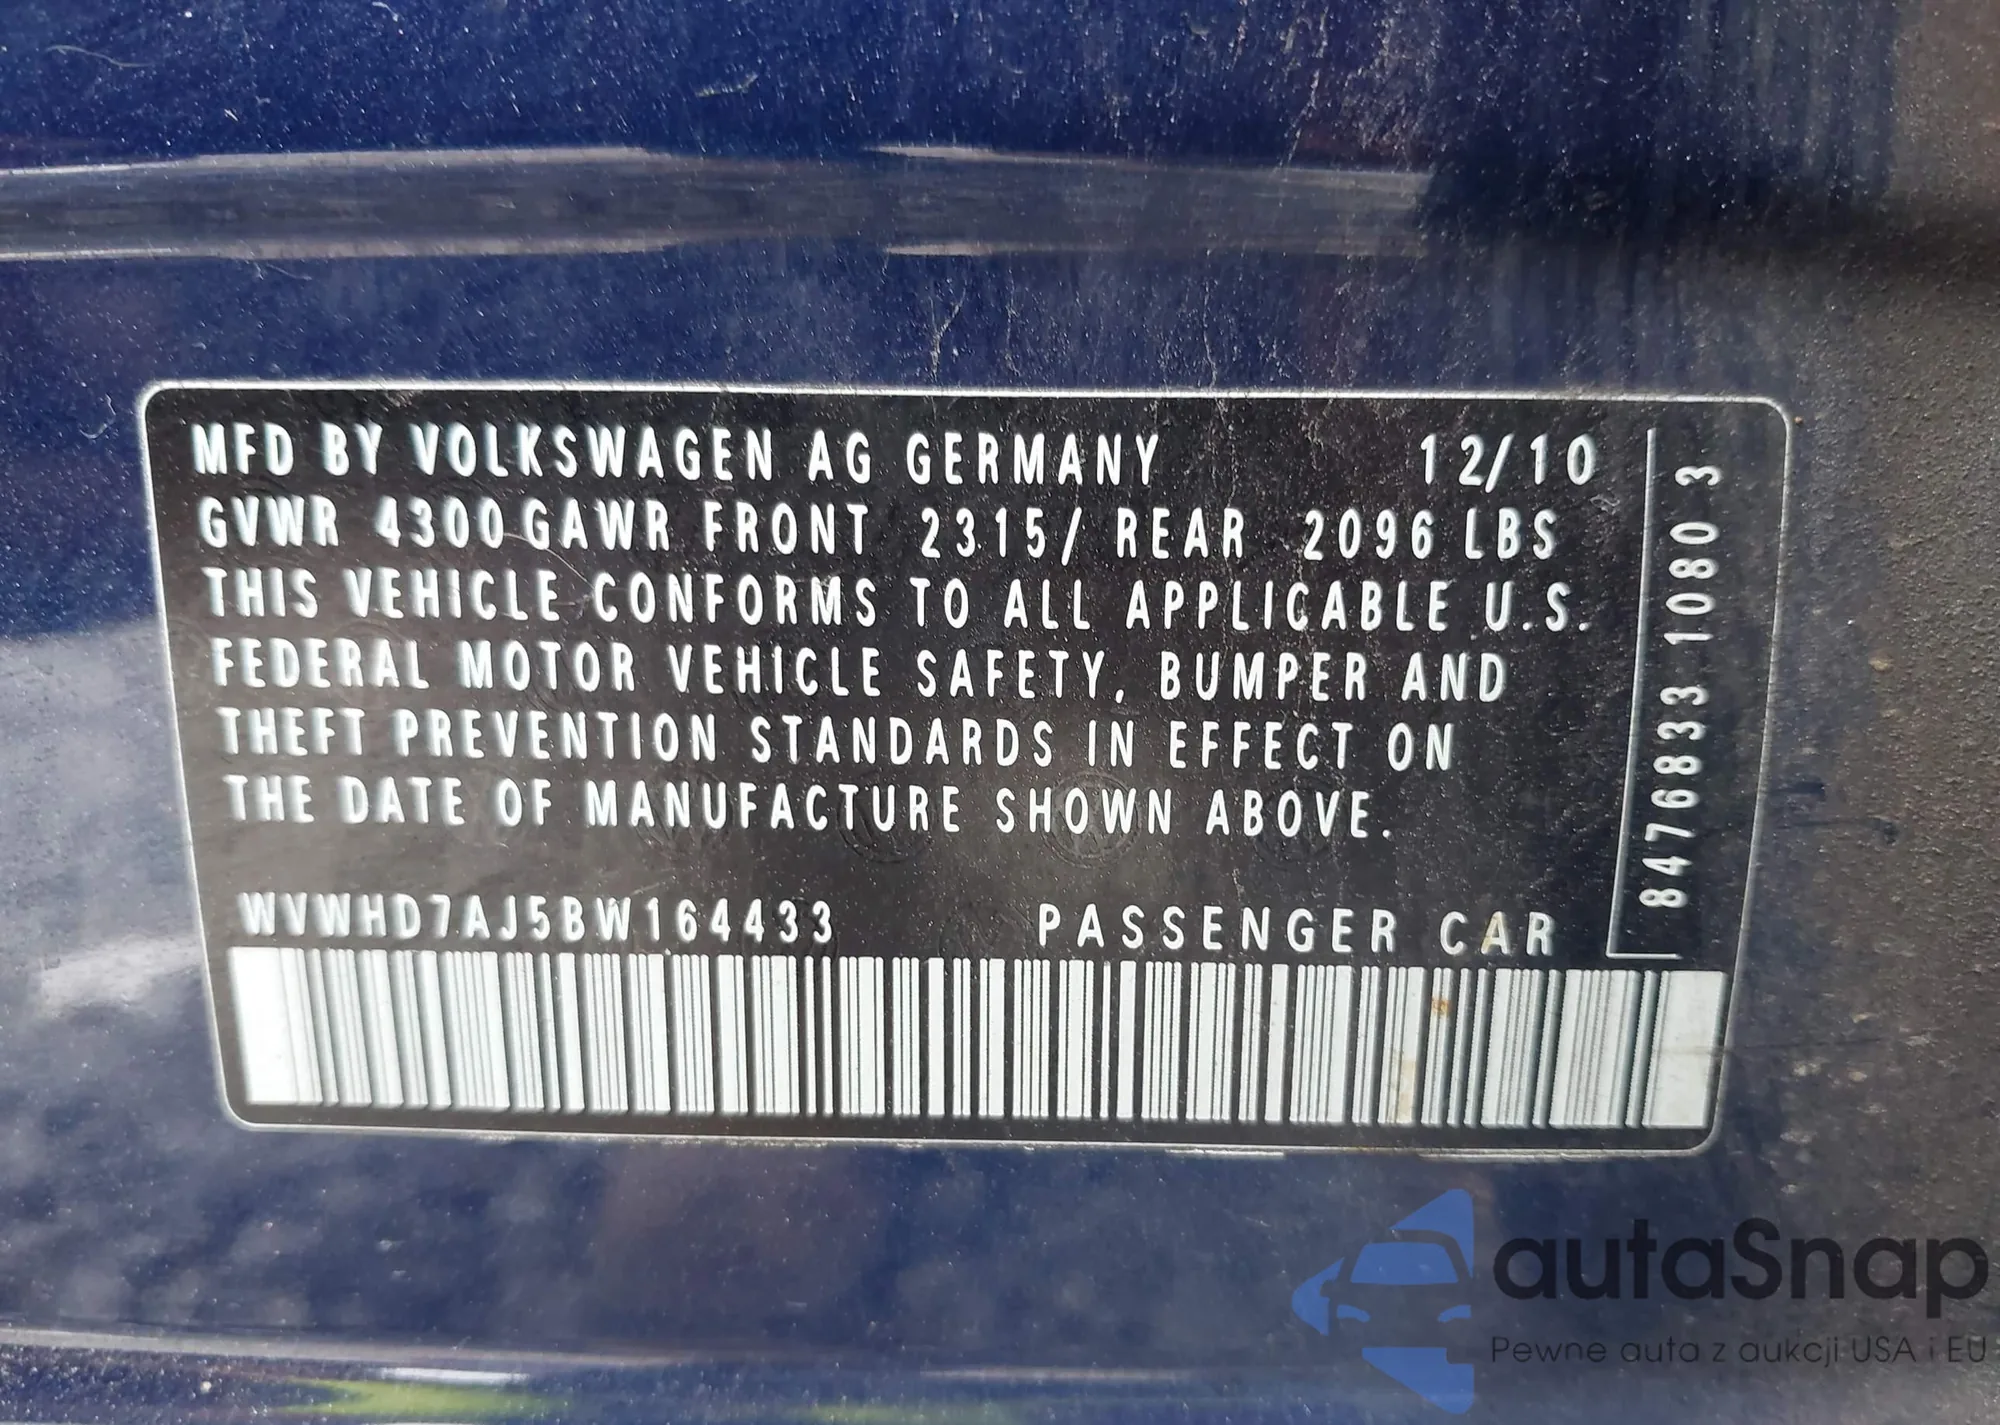 MFD BY VOLKSWAGEN AG GERMANY 12/10
GVWR 4300 GAWR FRONT 2315/ REAR 2096 LBS
THIS VEHICLE CONFORMS TO ALL APPLICABLE U.S.
FEDERAL MOTOR VEHICLE SAFETY, BUMPER AND
THEFT PREVENTION STANDARDS IN EFFECT ON
THE DATE OF MANUFACTURE SHOWN ABOVE.
WVWHD7AJ5BW164433 PASSENGER CAR
8476833 1080 3
autaSnap
Pewne auta z aukcji USA i EU